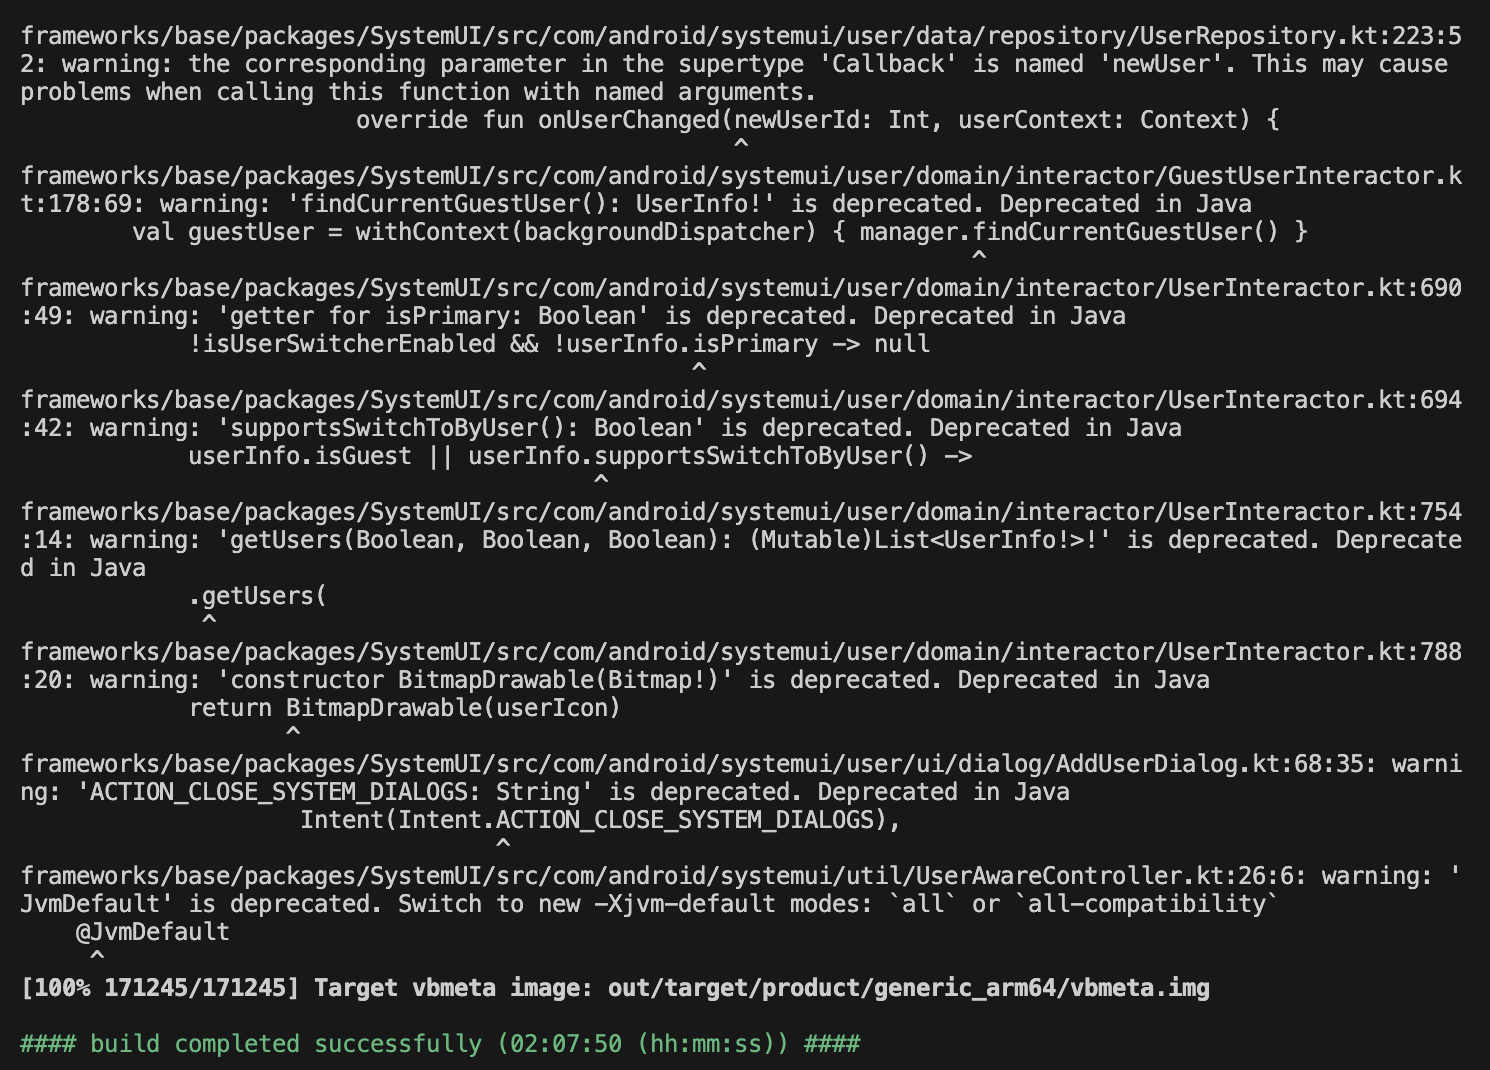 frameworks/base/packages/SystemUI/src/com/android/systemui/user/data/repository/UserRepository.kt:223:5
2: warning: the corresponding parameter in the supertype 'Callback' is named 'newUser'. This may cause
problems when calling this function with named arguments.
                        override fun onUserChanged(newUserId: Int, userContext: Context) {
                                                   ^
frameworks/base/packages/SystemUI/src/com/android/systemui/user/domain/interactor/GuestUserInteractor.k
t:178:69: warning: 'findCurrentGuestUser(): UserInfo!' is deprecated. Deprecated in Java
        val guestUser = withContext(backgroundDispatcher) { manager.findCurrentGuestUser() }
                                                                    ^
frameworks/base/packages/SystemUI/src/com/android/systemui/user/domain/interactor/UserInteractor.kt:690
:49: warning: 'getter for isPrimary: Boolean' is deprecated. Deprecated in Java
            !isUserSwitcherEnabled && !userInfo.isPrimary -> null
                                                ^
frameworks/base/packages/SystemUI/src/com/android/systemui/user/domain/interactor/UserInteractor.kt:694
:42: warning: 'supportsSwitchToByUser(): Boolean' is deprecated. Deprecated in Java
            userInfo.isGuest || userInfo.supportsSwitchToByUser() ->
                                         ^
frameworks/base/packages/SystemUI/src/com/android/systemui/user/domain/interactor/UserInteractor.kt:754
:14: warning: 'getUsers(Boolean, Boolean, Boolean): (Mutable)List<UserInfo!>!' is deprecated. Deprecate
d in Java
            .getUsers(
             ^
frameworks/base/packages/SystemUI/src/com/android/systemui/user/domain/interactor/UserInteractor.kt:788
:20: warning: 'constructor BitmapDrawable(Bitmap!)' is deprecated. Deprecated in Java
            return BitmapDrawable(userIcon)
                   ^
frameworks/base/packages/SystemUI/src/com/android/systemui/user/ui/dialog/AddUserDialog.kt:68:35: warni
ng: 'ACTION_CLOSE_SYSTEM_DIALOGS: String' is deprecated. Deprecated in Java
                    Intent(Intent.ACTION_CLOSE_SYSTEM_DIALOGS),
                                  ^
frameworks/base/packages/SystemUI/src/com/android/systemui/util/UserAwareController.kt:26:6: warning: '
JvmDefault' is deprecated. Switch to new -Xjvm-default modes: `all` or `all-compatibility`
    @JvmDefault
     ^
[100% 171245/171245] Target vbmeta image: out/target/product/generic_arm64/vbmeta.img
#### build completed successfully (02:07:50 (hh:mm:ss)) ####